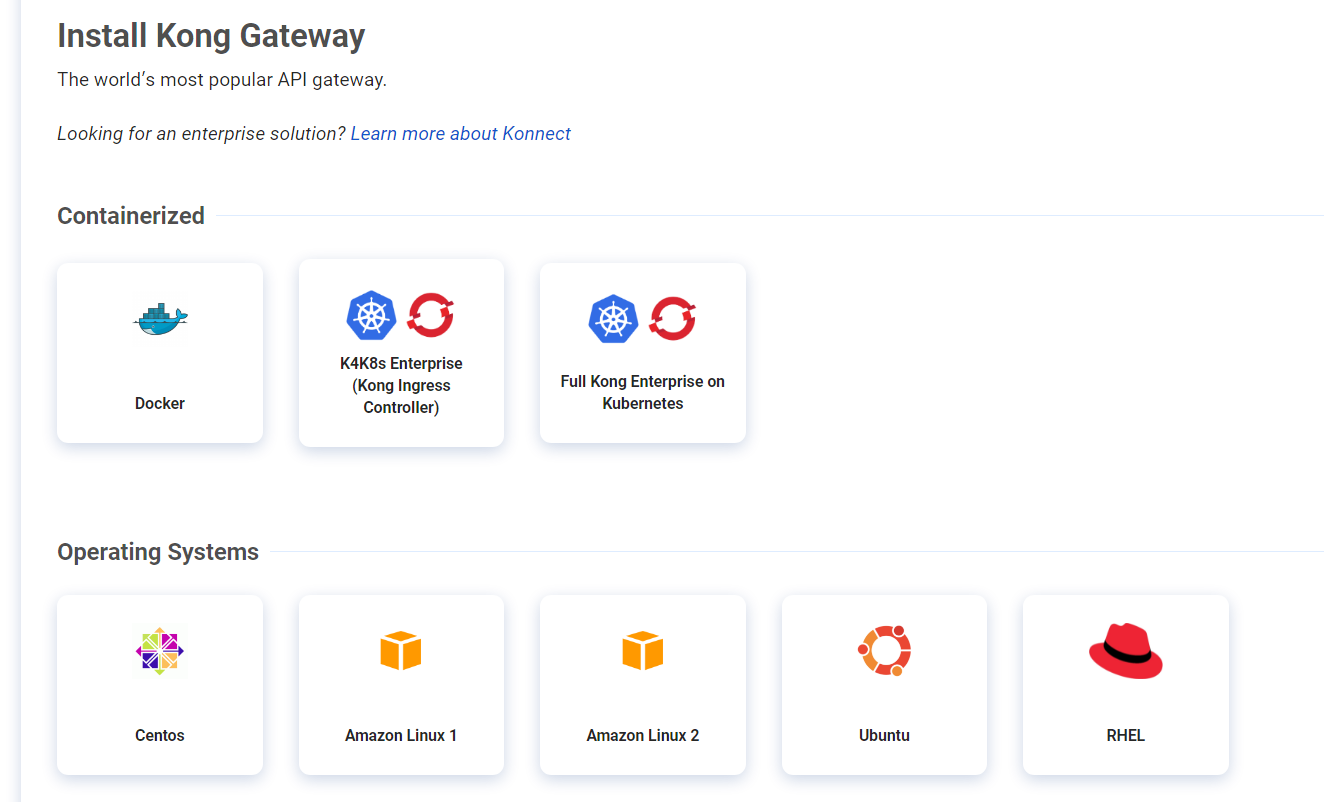 Install Kong Gateway
The world’s most popular API gateway.
Looking for an enterprise solution? Learn more about Konnect
Containerized
Docker
K4K8s Enterprise
(Kong Ingress
Controller)
Full Kong Enterprise on
Kubernetes
Operating Systems
Centos
Amazon Linux 1
Amazon Linux 2
Ubuntu
RHEL